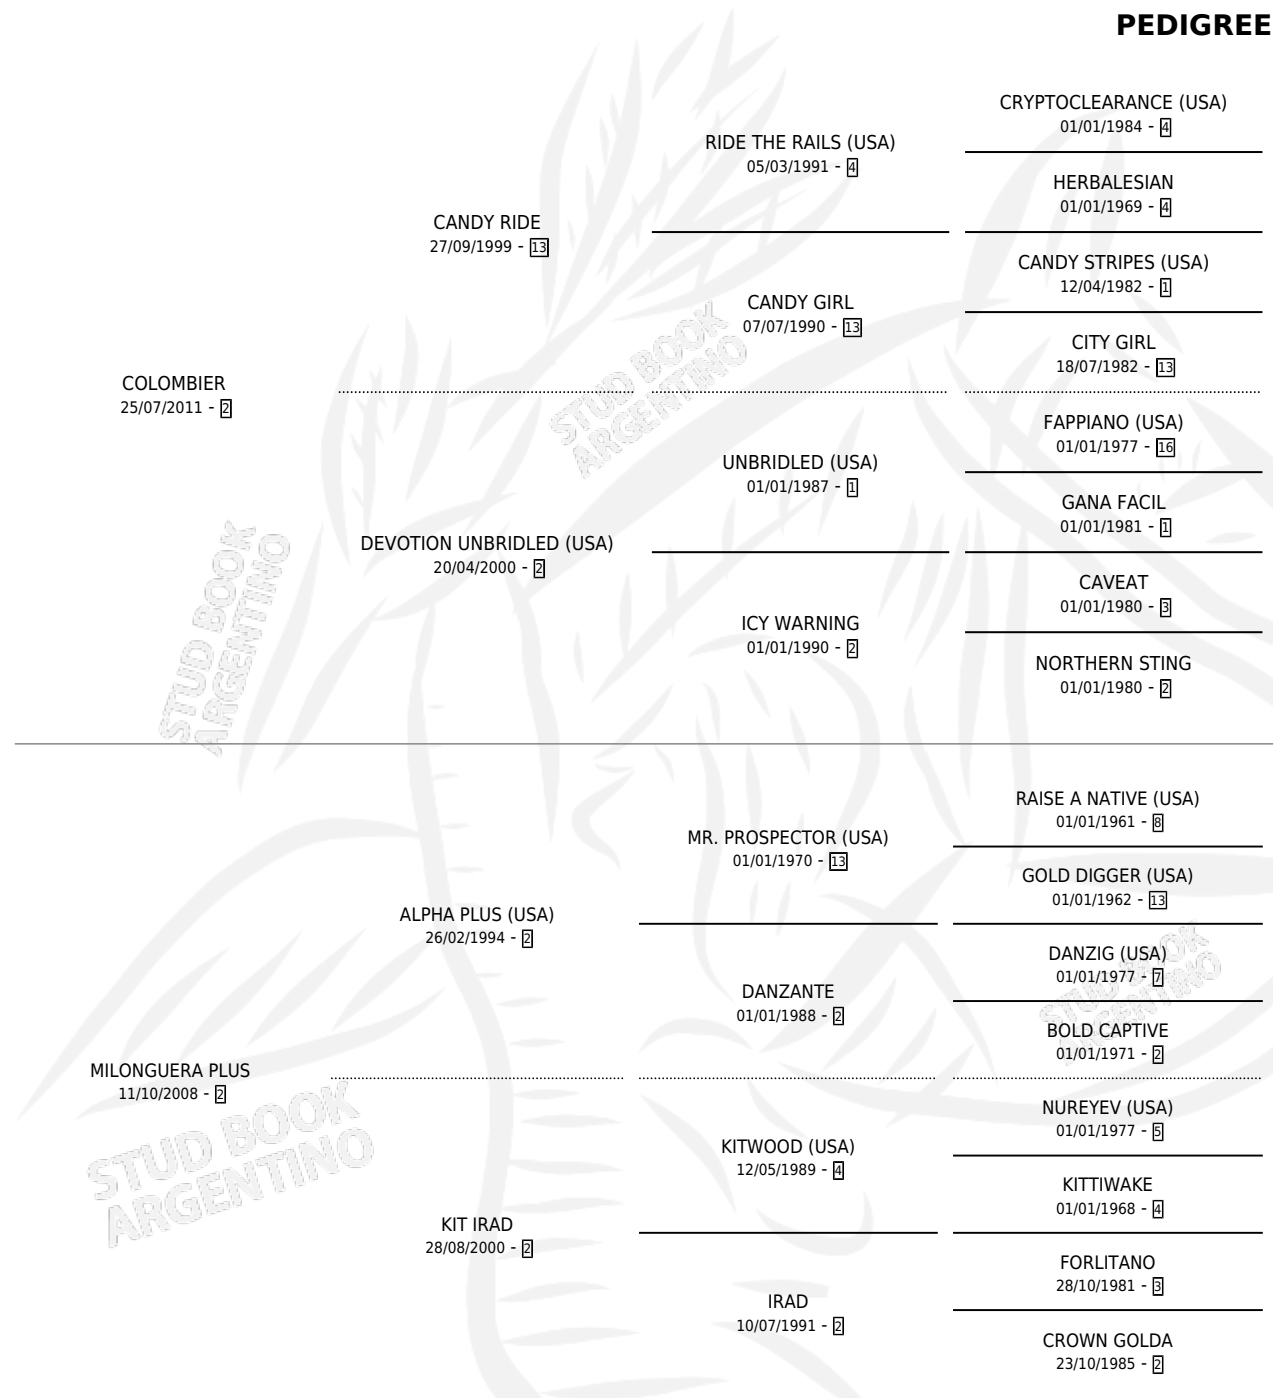 PEDIGREE
CRYPTOCLEARANCE (USA)
01/01/1984 - 4
RIDE THE RAILS (USA)
05/03/1991 - 4
HERBALESIAN
01/01/1969 - 4
CANDY RIDE
27/09/1999 - 13
CANDY STRIPES (USA)
12/04/1982 - 1
CANDY GIRL
07/07/1990 - 13
CITY GIRL
18/07/1982 - 13
COLOMBIER
25/07/2011 - 2
FAPPIANO (USA)
01/01/1977 - 16
UNBRIDLED (USA)
01/01/1987 - 1
GANA FACIL
01/01/1981 - 1
DEVOTION UNBRIDLED (USA)
20/04/2000 - 2
CAVEAT
01/01/1980 - 3
ICY WARNING
01/01/1990 - 2
NORTHERN STING
01/01/1980 - 2
RAISE A NATIVE (USA)
01/01/1961 - 8
MR. PROSPECTOR (USA)
01/01/1970 - 13
GOLD DIGGER (USA)
01/01/1962 - 13
ALPHA PLUS (USA)
26/02/1994 - 2
DANZIG (USA)
01/01/1977 - 7
DANZANTE
01/01/1988 - 2
BOLD CAPTIVE
01/01/1971 - 2
MILONGUERA PLUS
11/10/2008 - 2
NUREYEV (USA)
01/01/1977 - 5
KITWOOD (USA)
12/05/1989 - 4
KITTIWAKE
01/01/1968 - 4
KIT IRAD
28/08/2000 - 2
FORLITANO
28/10/1981 - 3
IRAD
10/07/1991 - 2
CROWN GOLDA
23/10/1985 - 2
STUD BOOK
ARGENTINO
STUD BOOK
ARGENTINO
STUD BOOK
ARGENTINO
STUD BOOK
ARGENTINO